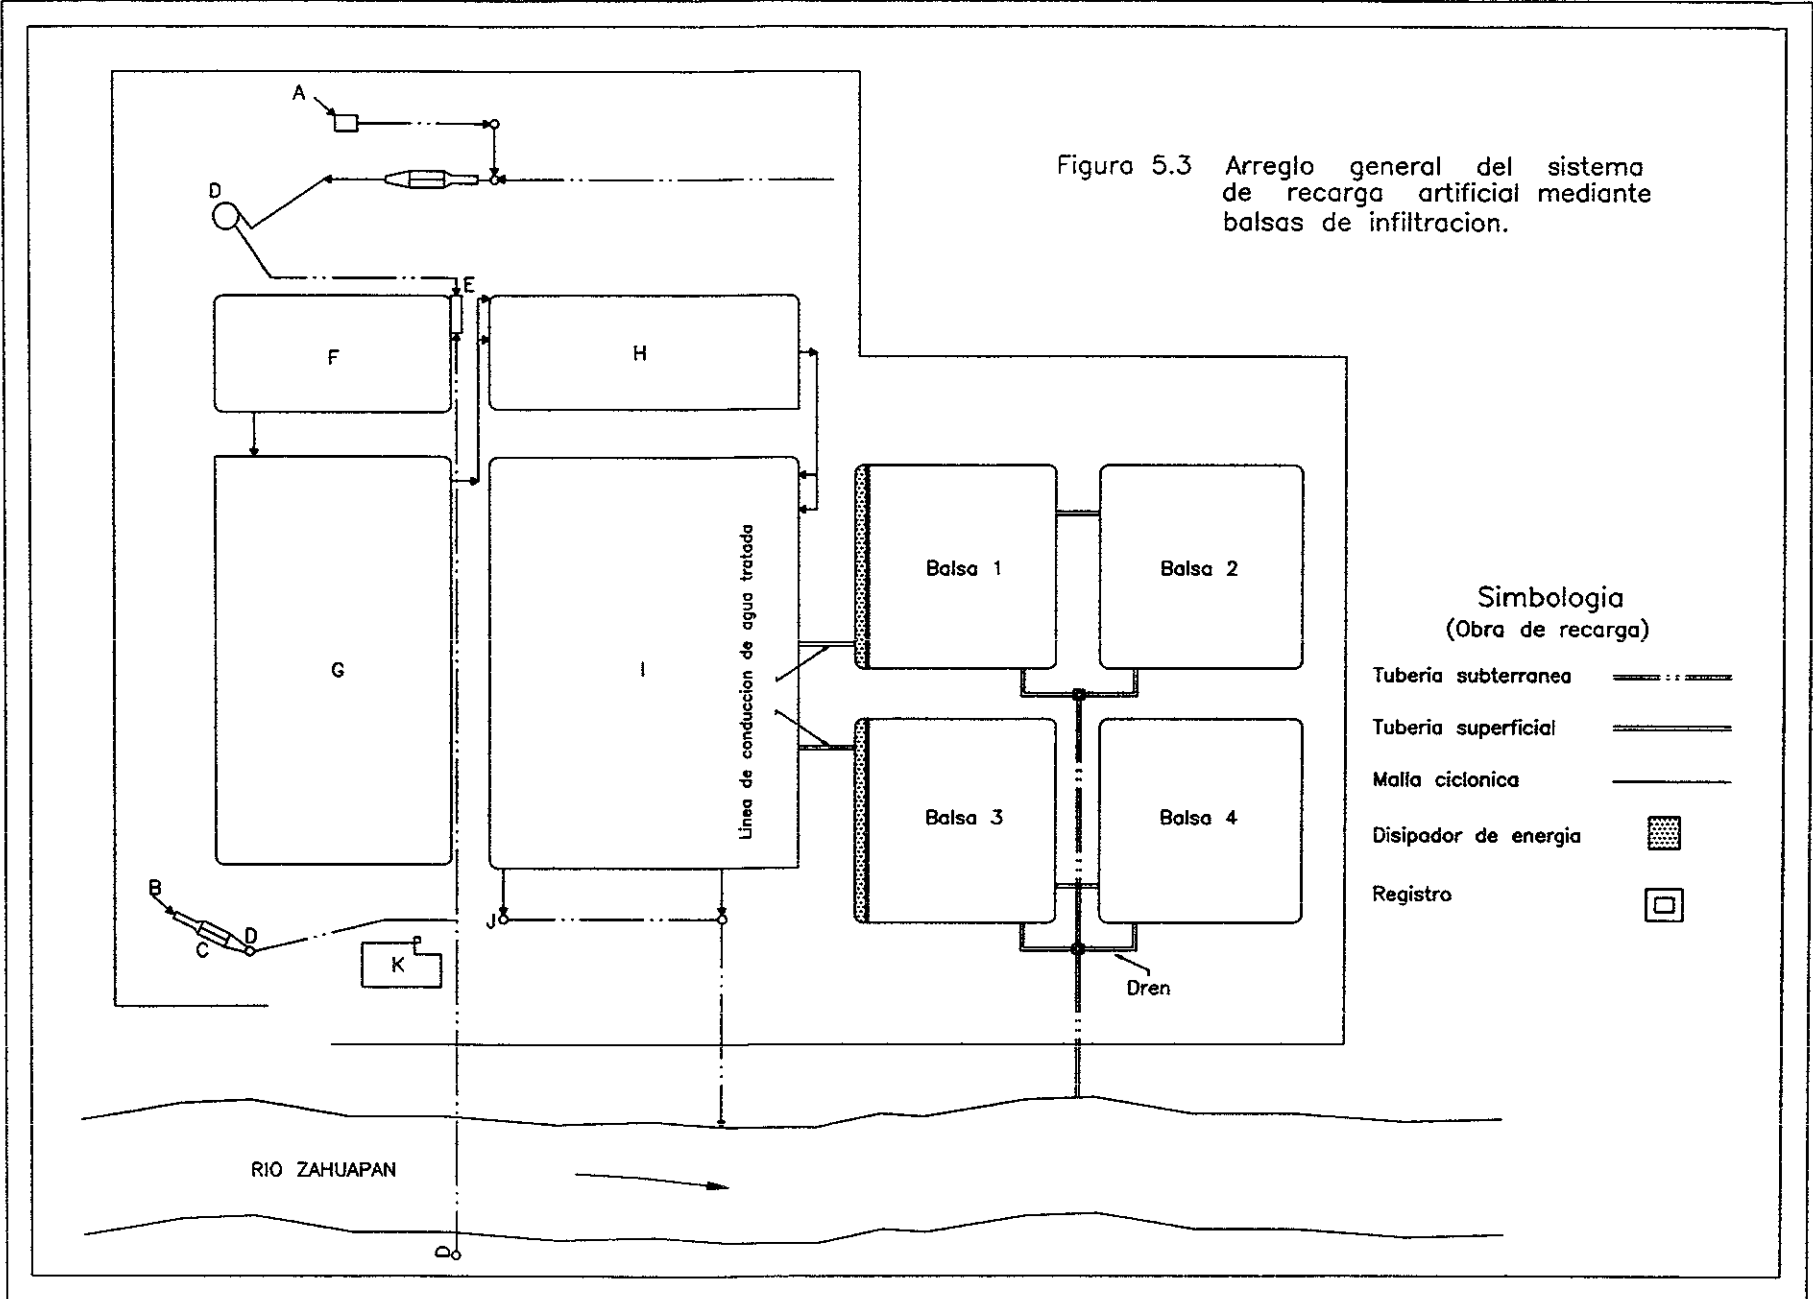 A
Figura 5.3 Arreglo general del sistema
de recarga artificial mediante
balsas de infiltracion.
D
E
F
H
G
I
Linea de conduccion de agua tratada
Balsa 1
Balsa 2
Balsa 3
Balsa 4
Simbologia
(Obra de recarga)
Tuberia subterranea
Tuberia superficial
Malla ciclonica
Disipador de energia
Registro
B
C
D
J
K
Dren
RIO ZAHUAPAN
D